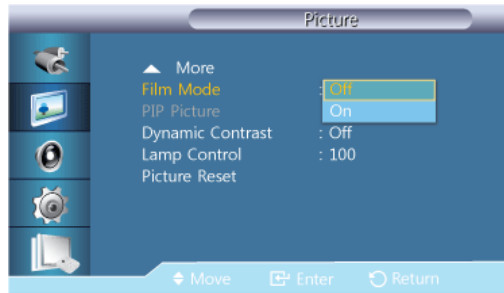 Picture
More
Film Mode : Off
PIP Picture On
Dynamic Contrast : Off
Lamp Control : 100
Picture Reset
Move Enter Return